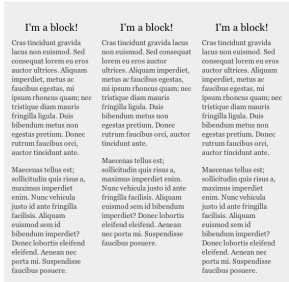 I'm a block!
Cras tincidunt gravida
lacus non euismod. Sed
consequat lorem eu eros
auctor ultrices. Aliquam
imperdiet, metus ac
faucibus egestas, mi
ipsum rhoncus quam; nec
tristique diam mauris
fringilla ligula. Duis
bibendum metus non
egestas pretium. Donec
rutrum faucibus orci,
auctor tincidunt ante.
Maecenas tellus est;
sollicitudin quis risus a,
maximus imperdiet
enim. Nunc vehicula
justo id ante fringilla
facilisis. Aliquam
euismod sem id
bibendum imperdiet?
Donec lobortis eleifend
eleifend. Aenean nec
porta mi. Suspendisse
faucibus posuere.
I'm a block!
Cras tincidunt gravida lacus
non euismod. Sed consequat
lorem eu eros auctor
ultrices. Aliquam imperdiet,
metus ac faucibus egestas,
mi ipsum rhoncus quam;
nec tristique diam mauris
fringilla ligula. Duis
bibendum metus non
egestas pretium. Donec
rutrum faucibus orci, auctor
tincidunt ante.
Maecenas tellus est;
sollicitudin quis risus a,
maximus imperdiet enim.
Nunc vehicula justo id ante
fringilla facilisis. Aliquam
euismod sem id bibendum
imperdiet? Donec lobortis
eleifend eleifend. Aenean
nec porta mi. Suspendisse
faucibus posuere.
I'm a block!
Cras tincidunt gravida
lacus non euismod. Sed
consequat lorem eu eros
auctor ultrices. Aliquam
imperdiet, metus ac
faucibus egestas, mi ipsum
rhoncus quam; nec
tristique diam mauris
fringilla ligula. Duis
bibendum metus non
egestas pretium. Donec
rutrum faucibus orci,
auctor tincidunt ante.
Maecenas tellus est;
sollicitudin quis risus a,
maximus imperdiet enim.
Nunc vehicula justo id ante
fringilla facilisis. Aliquam
euismod sem id bibendum
imperdiet? Donec lobortis
eleifend eleifend. Aenean
nec porta mi. Suspendisse
faucibus posuere.